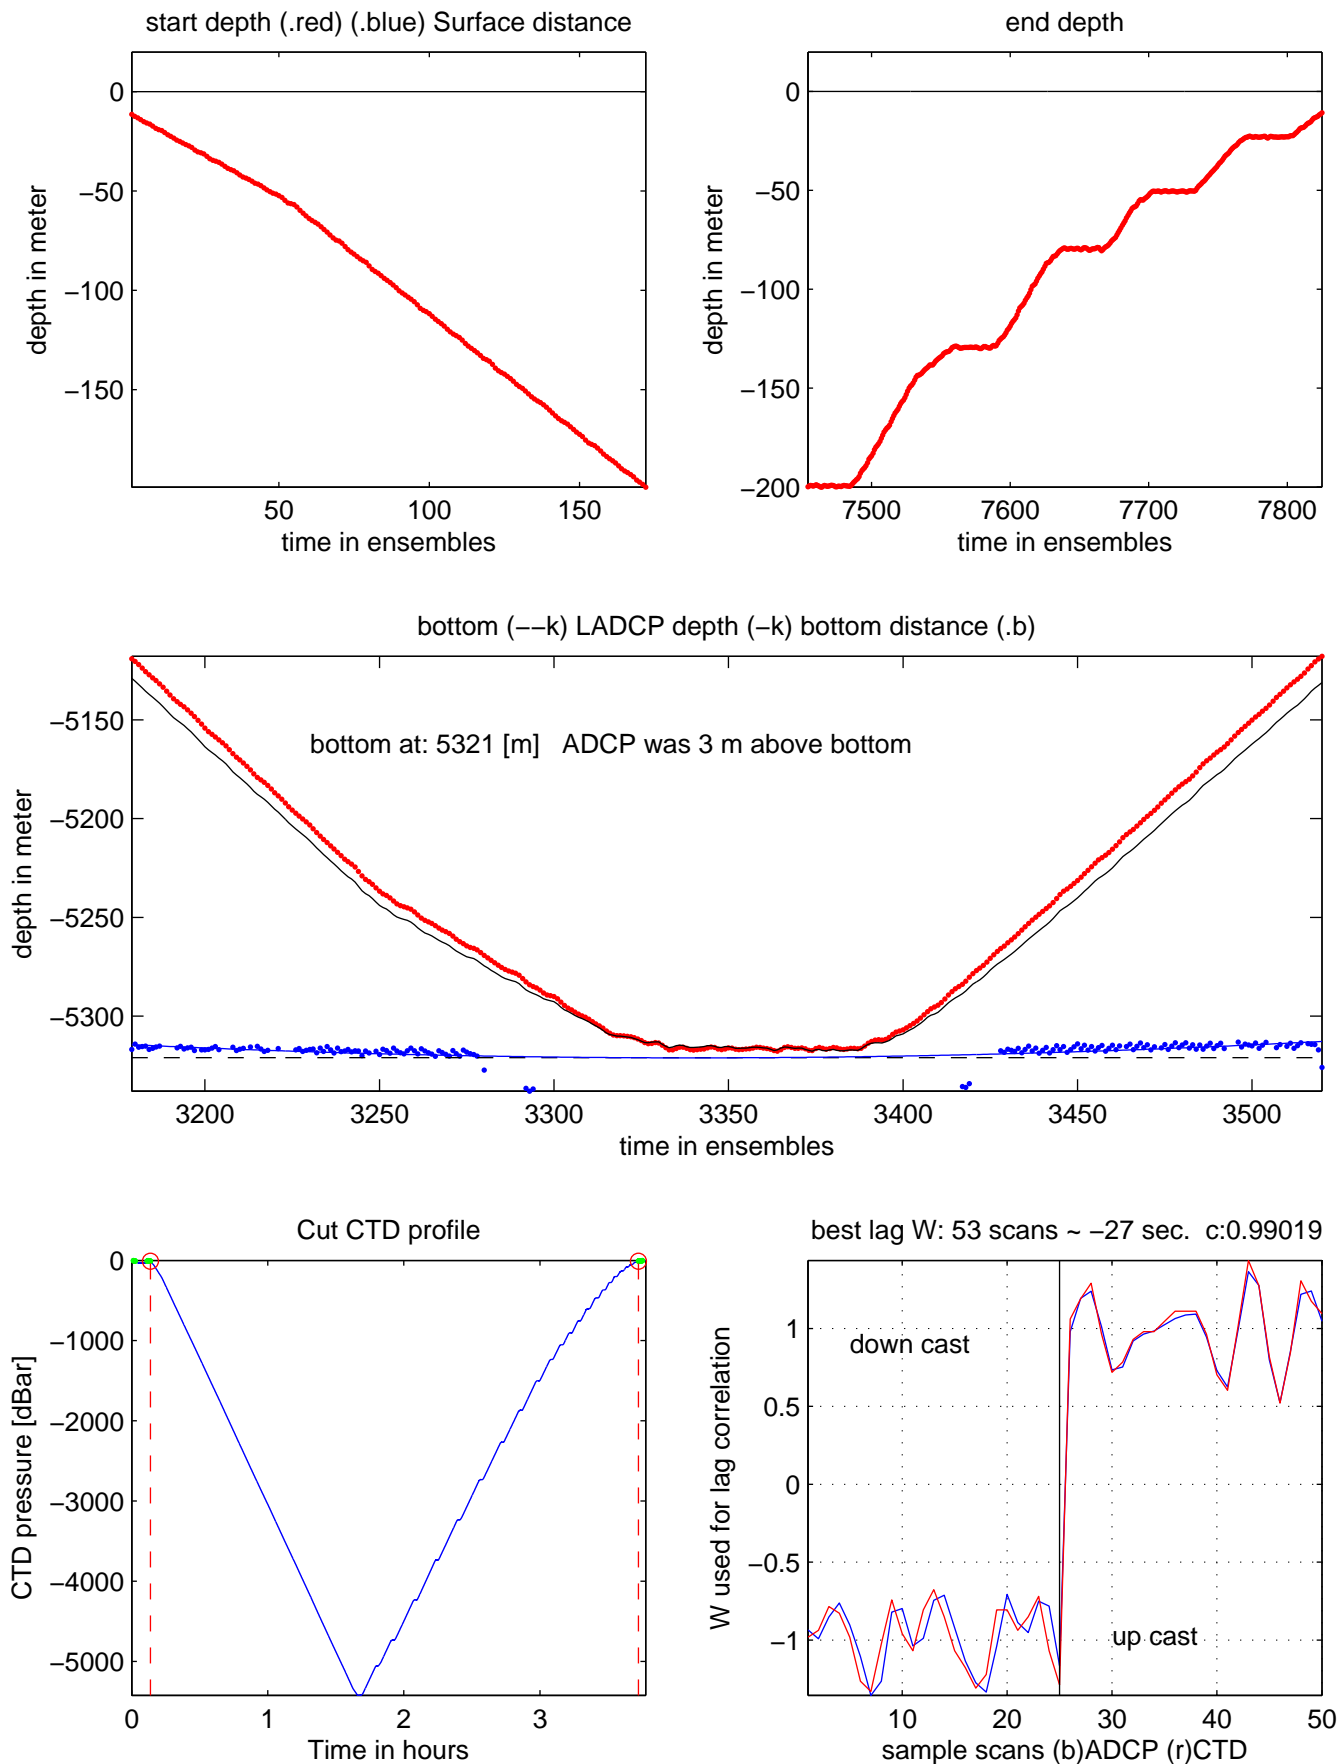 start depth (.red) (.blue) Surface distance
end depth
0
−50
−100
−150
depth in meter
50 100 150
time in ensembles
0
−50
−100
−150
−200
depth in meter
7500 7600 7700 7800
time in ensembles
bottom (−−k) LADCP depth (−k) bottom distance (.b)
bottom at: 5321 [m] ADCP was 3 m above bottom
−5150
−5200
−5250
−5300
depth in meter
3200 3250 3300 3350 3400 3450 3500
time in ensembles
Cut CTD profile
0
−1000
−2000
−3000
−4000
−5000
CTD pressure [dBar]
0 1 2 3
Time in hours
best lag W: 53 scans ~ −27 sec. c:0.99019
down cast
up cast
1
0.5
0
−0.5
−1
W used for lag correlation
10 20 30 40 50
sample scans (b)ADCP (r)CTD